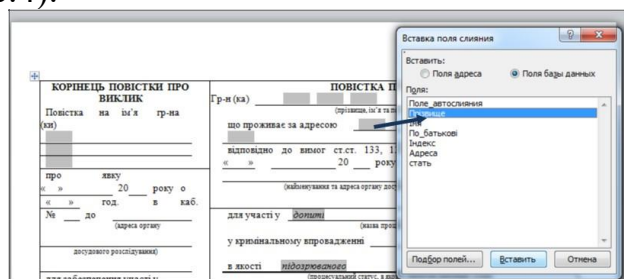 КОРІНЕЦЬ ПОВІСТКИ ПРО
ВИКЛИК
Повістка на ім'я гр-на
(ки)
про явку
« » 20 року о
« » год. в каб.
№ до
(адреса органу
досудового розслідування)
ПОВІСТКА П
Гр-н (ка)
(прізвище, ім'я та п
що проживає за адресою
відповідно до вимог ст.ст. 133, 1
« » 20 року
(найменування та адреса органу дос
для участі у допиті
(назва проц
у кримінальному впровадженні
в якості підозрюваного
(процесуальний статус, в яко
Вставка поля слияния
Вставить:
Поля адреса Поля базы данных
Поля:
Поле_автослияния
Прізвище
Імя
По_батькові
Індекс
Адреса
стать
Подбор полей... Вставить Отмена